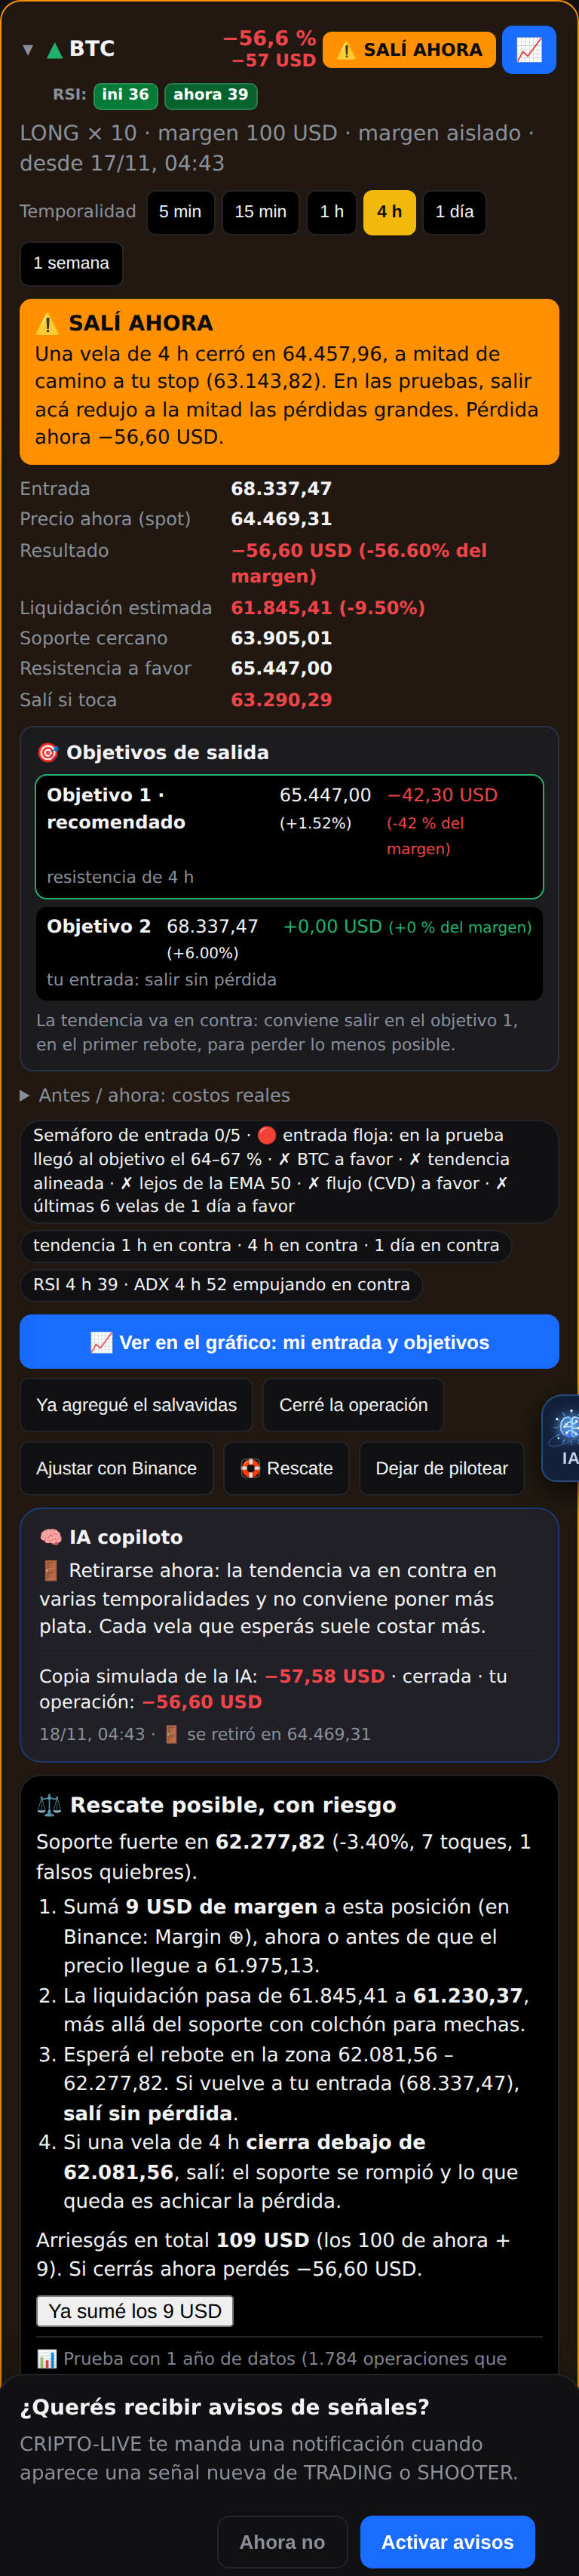 ▼ ▲ BTC −56,6 % −57 USD ⚠️ SALÍ AHORA 📈
RSI: ini 36 ahora 39
LONG × 10 · margen 100 USD · margen aislado ·
desde 17/11, 04:43
Temporalidad 5 min 15 min 1 h 4 h 1 día
1 semana
⚠️ SALÍ AHORA
Una vela de 4 h cerró en 64.457,96, a mitad de
camino a tu stop (63.143,82). En las pruebas, salir
acá redujo a la mitad las pérdidas grandes. Pérdida
ahora −56,60 USD.
Entrada 68.337,47
Precio ahora (spot) 64.469,31
Resultado −56,60 USD (-56.60% del
margen)
Liquidación estimada 61.845,41 (-9.50%)
Soporte cercano 63.905,01
Resistencia a favor 65.447,00
Salí si toca 63.290,29
🎯 Objetivos de salida
Objetivo 1 · 65.447,00 −42,30 USD
recomendado (+1.52%) (-42 % del
margen)
resistencia de 4 h
Objetivo 2 68.337,47 +0,00 USD (+0 % del margen)
(+6.00%)
tu entrada: salir sin pérdida
La tendencia va en contra: conviene salir en el objetivo 1,
en el primer rebote, para perder lo menos posible.
▶ Antes / ahora: costos reales
Semáforo de entrada 0/5 · 🔴 entrada floja: en la prueba
llegó al objetivo el 64–67 % · ✗ BTC a favor · ✗ tendencia
alineada · ✗ lejos de la EMA 50 · ✗ flujo (CVD) a favor · ✗
últimas 6 velas de 1 día a favor
tendencia 1 h en contra · 4 h en contra · 1 día en contra
RSI 4 h 39 · ADX 4 h 52 empujando en contra
📈 Ver en el gráfico: mi entrada y objetivos
Ya agregué el salvavidas Cerré la operación
IA
Ajustar con Binance 🛟 Rescate Dejar de pilotear
🧠 IA copiloto
🚪 Retirarse ahora: la tendencia va en contra en
varias temporalidades y no conviene poner más
plata. Cada vela que esperás suele costar más.
Copia simulada de la IA: −57,58 USD · cerrada · tu
operación: −56,60 USD
18/11, 04:43 · 🚪 se retiró en 64.469,31
⚖️ Rescate posible, con riesgo
Soporte fuerte en 62.277,82 (-3.40%, 7 toques, 1
falsos quiebres).
1. Sumá 9 USD de margen a esta posición (en
Binance: Margin ⊕), ahora o antes de que el
precio llegue a 61.975,13.
2. La liquidación pasa de 61.845,41 a 61.230,37,
más allá del soporte con colchón para mechas.
3. Esperá el rebote en la zona 62.081,56 –
62.277,82. Si vuelve a tu entrada (68.337,47),
salí sin pérdida.
4. Si una vela de 4 h cierra debajo de
62.081,56, salí: el soporte se rompió y lo que
queda es achicar la pérdida.
Arriesgás en total 109 USD (los 100 de ahora +
9). Si cerrás ahora perdés −56,60 USD.
Ya sumé los 9 USD
📊 Prueba con 1 año de datos (1.784 operaciones que
¿Querés recibir avisos de señales?
CRIPTO-LIVE te manda una notificación cuando
aparece una señal nueva de TRADING o SHOOTER.
Ahora no Activar avisos